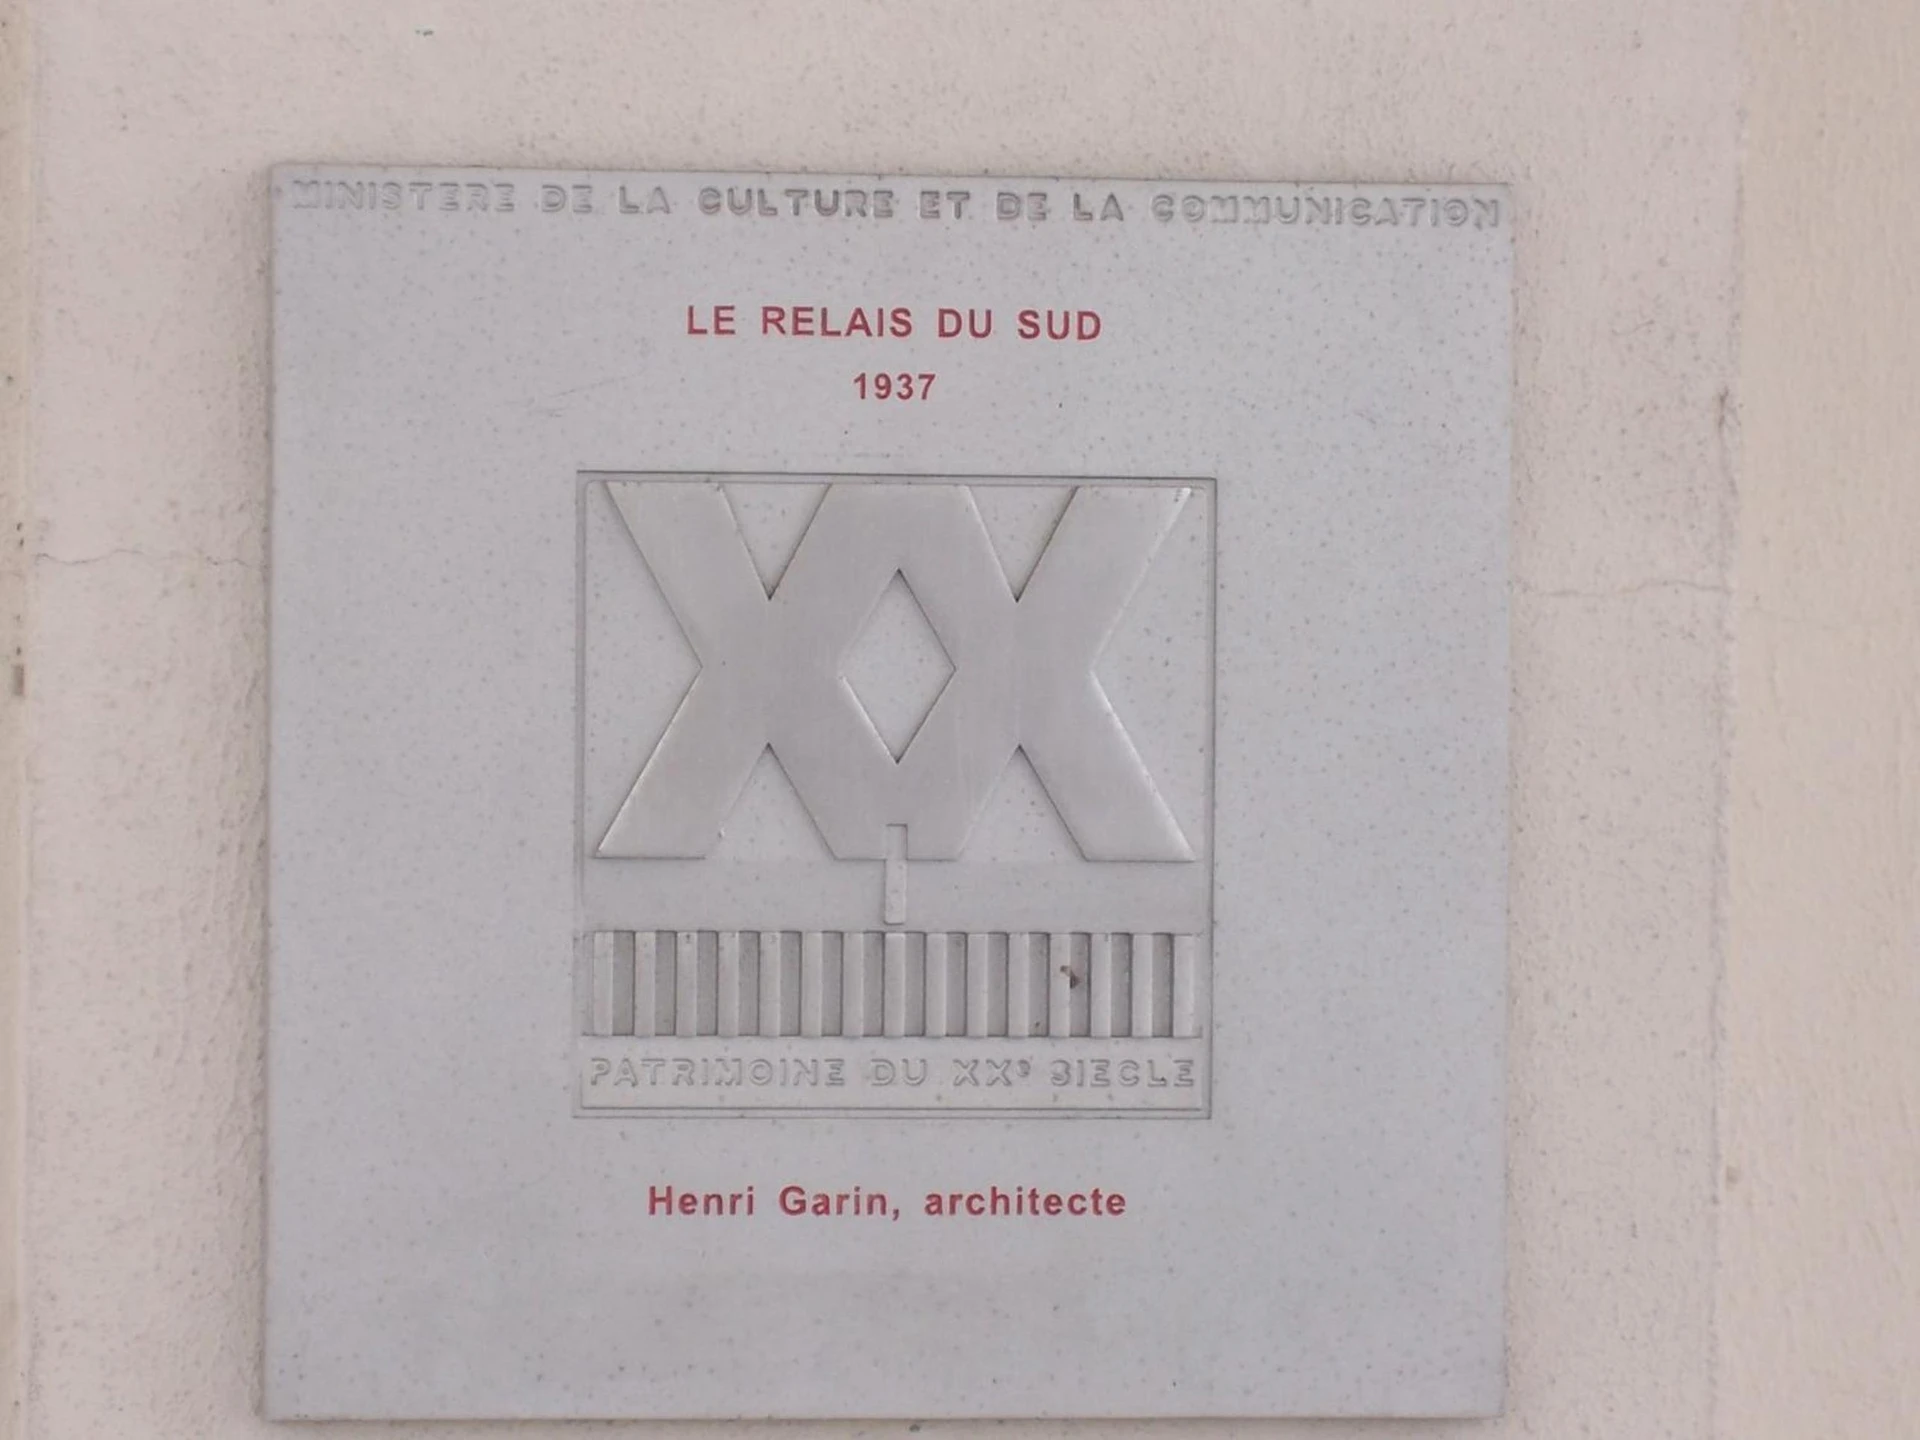 MINISTERE DE LA CULTURE ET DE LA COMMUNICATION
LE RELAIS DU SUD
1937
XX
PATRIMOINE DU XXe SIECLE
Henri Garin, architecte